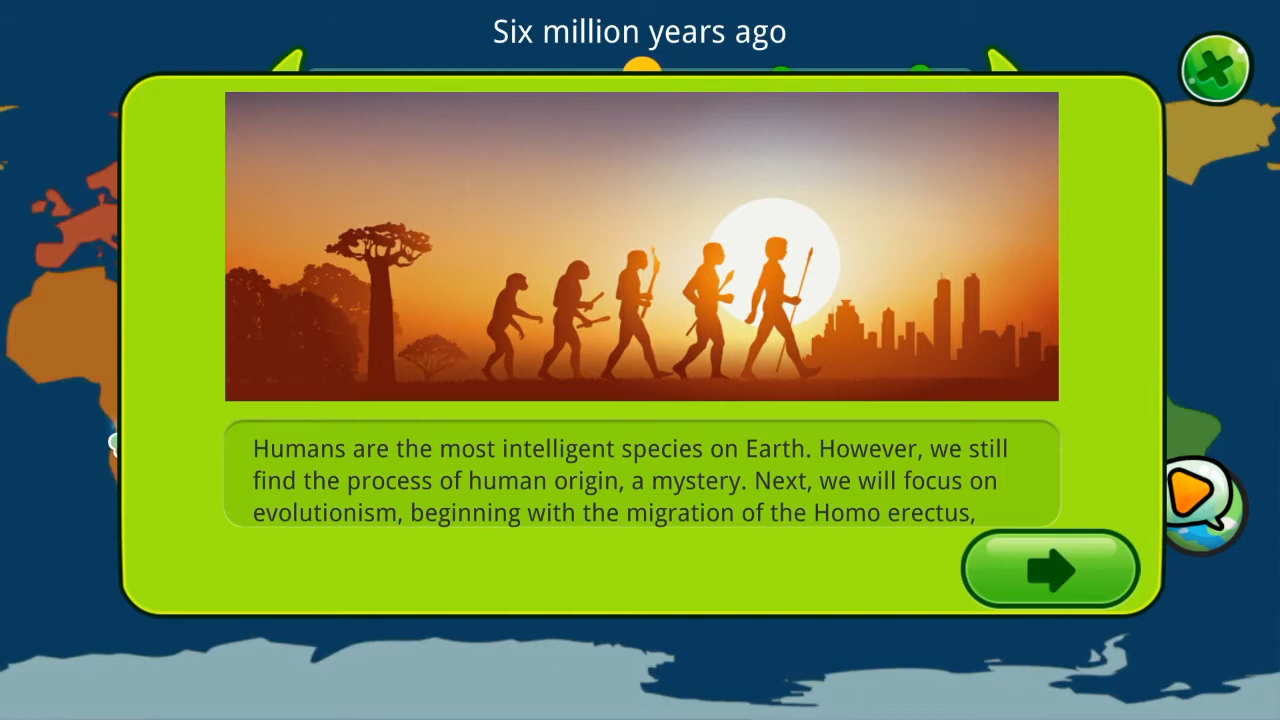 Six million years ago
Humans are the most intelligent species on Earth. However, we still
find the process of human origin, a mystery. Next, we will focus on
evolutionism, beginning with the migration of the Homo erectus,